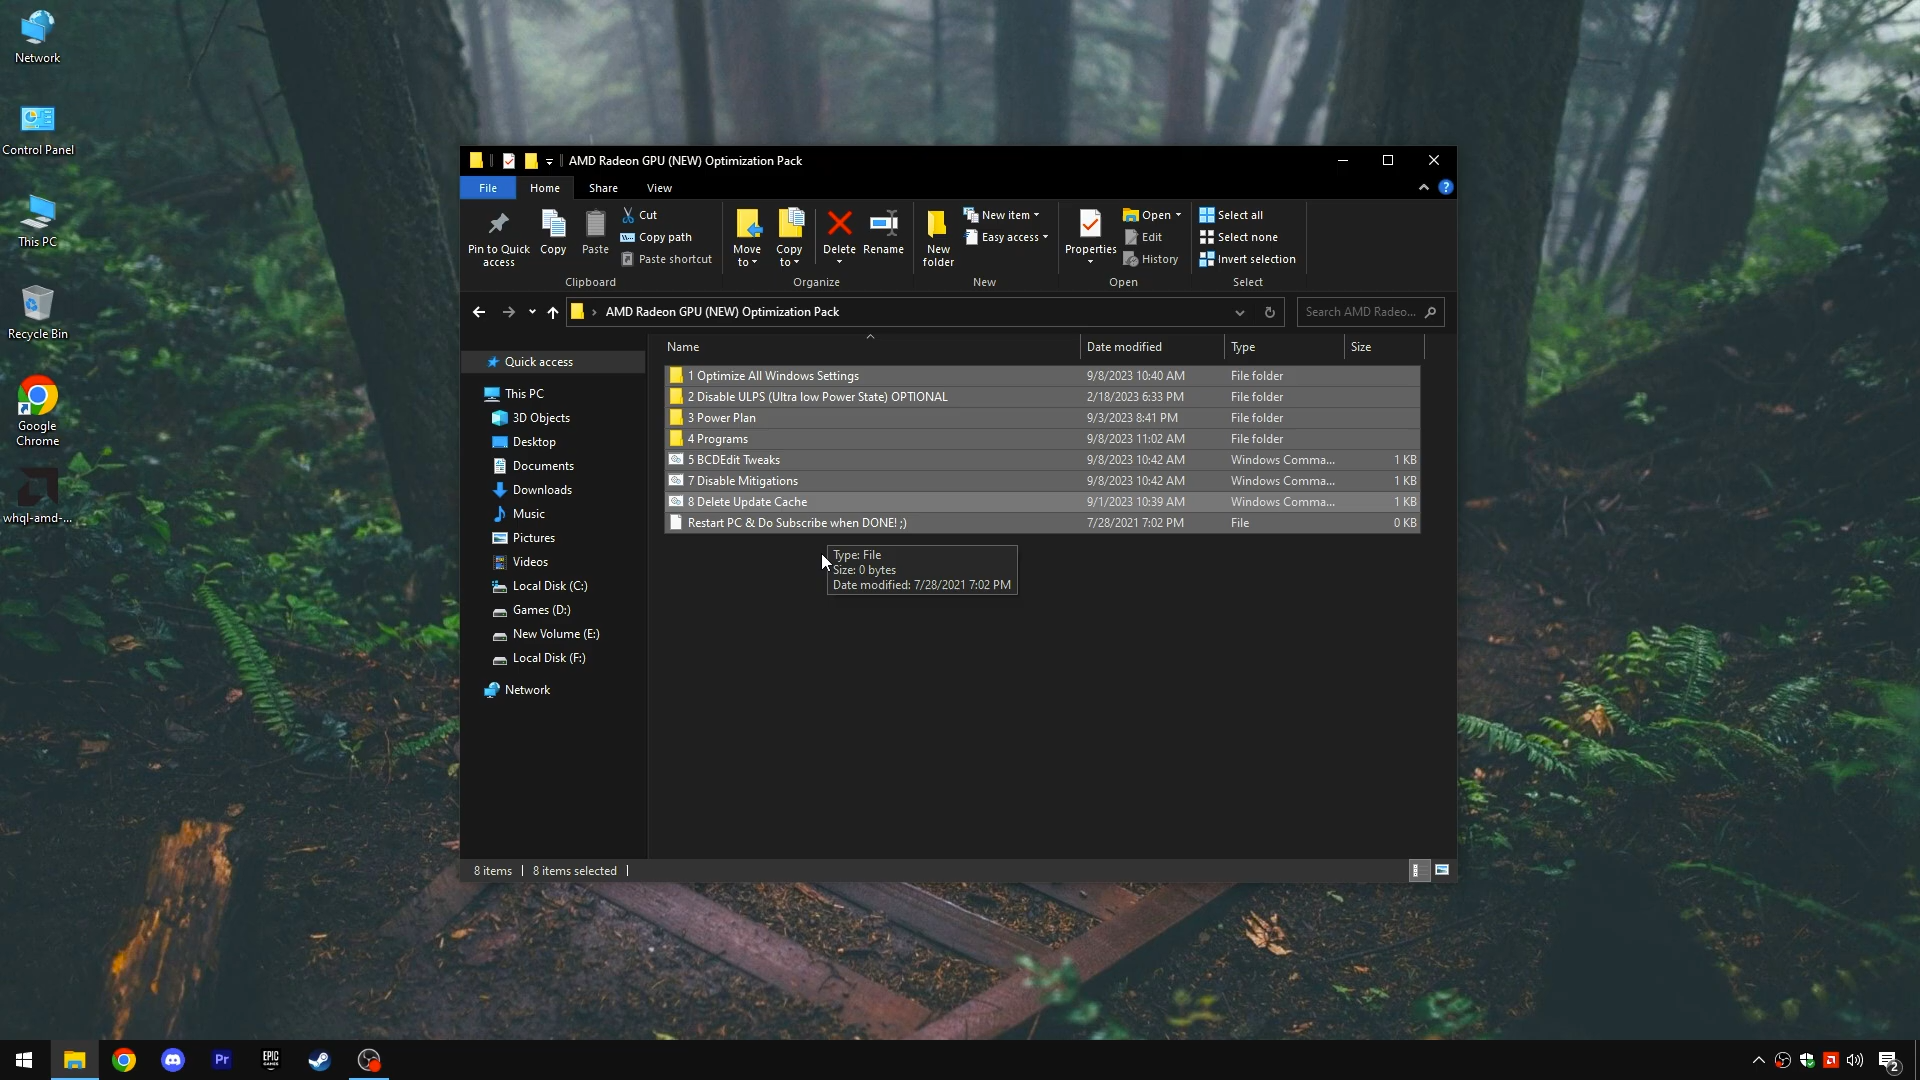 Network
Control Panel
This PC
Recycle Bin
Google
Chrome
whql-amd-...
AMD Radeon GPU (NEW) Optimization Pack
File Home Share View
Pin to Quick
access
Copy
Paste
Cut
Copy path
Paste shortcut
Clipboard
Move
to
Copy
to
Delete
Rename
Organize
New
folder
New item
Easy access
New
Properties
Open
Edit
History
Open
Select all
Select none
Invert selection
Select
AMD Radeon GPU (NEW) Optimization Pack
Search AMD Radeo...
Quick access
This PC
3D Objects
Desktop
Documents
Downloads
Music
Pictures
Videos
Local Disk (C:)
Games (D:)
New Volume (E:)
Local Disk (F:)
Network
Name Date modified Type Size
1 Optimize All Windows Settings 9/8/2023 10:40 AM File folder
2 Disable ULPS (Ultra low Power State) OPTIONAL 2/18/2023 6:33 PM File folder
3 Power Plan 9/3/2023 8:41 PM File folder
4 Programs 9/8/2023 11:02 AM File folder
5 BCDEdit Tweaks 9/8/2023 10:42 AM Windows Comma... 1 KB
7 Disable Mitigations 9/8/2023 10:42 AM Windows Comma... 1 KB
8 Delete Update Cache 9/1/2023 10:39 AM Windows Comma... 1 KB
Restart PC & Do Subscribe when DONE! ;) 7/28/2021 7:02 PM File 0 KB
Type: File
Size: 0 bytes
Date modified: 7/28/2021 7:02 PM
8 items 8 items selected
Pr
EPIC
GAMES
2